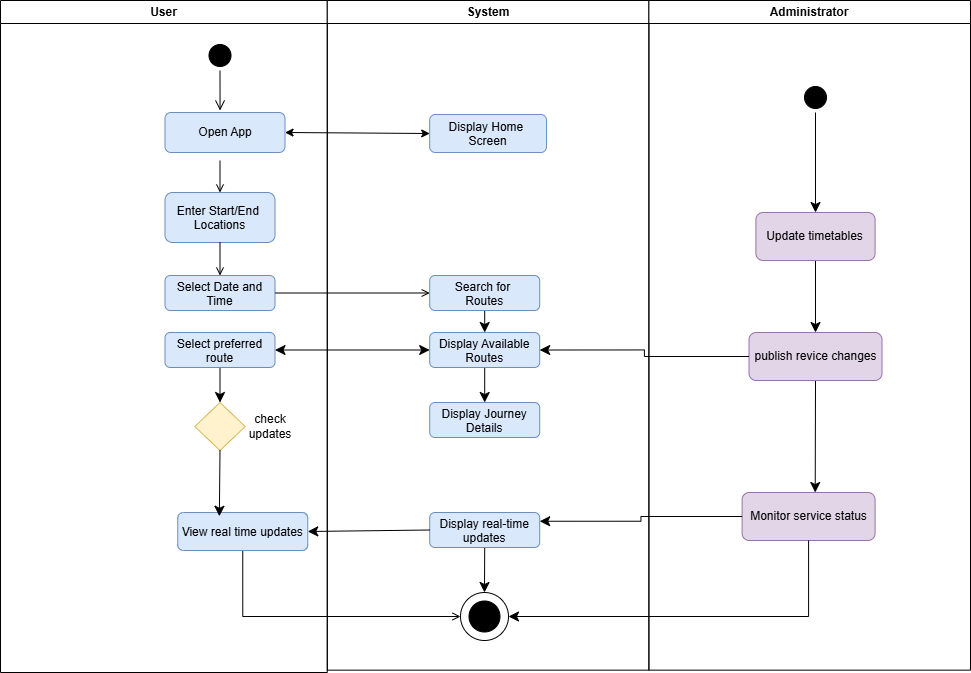 User
System
Administrator
Open App
Display Home
Screen
Enter Start/End
Locations
Update timetables
Select Date and
Time
Search for
Routes
Select preferred
route
Display Available
Routes
publish revice changes
check
updates
Display Journey
Details
View real time updates
Display real-time
updates
Monitor service status